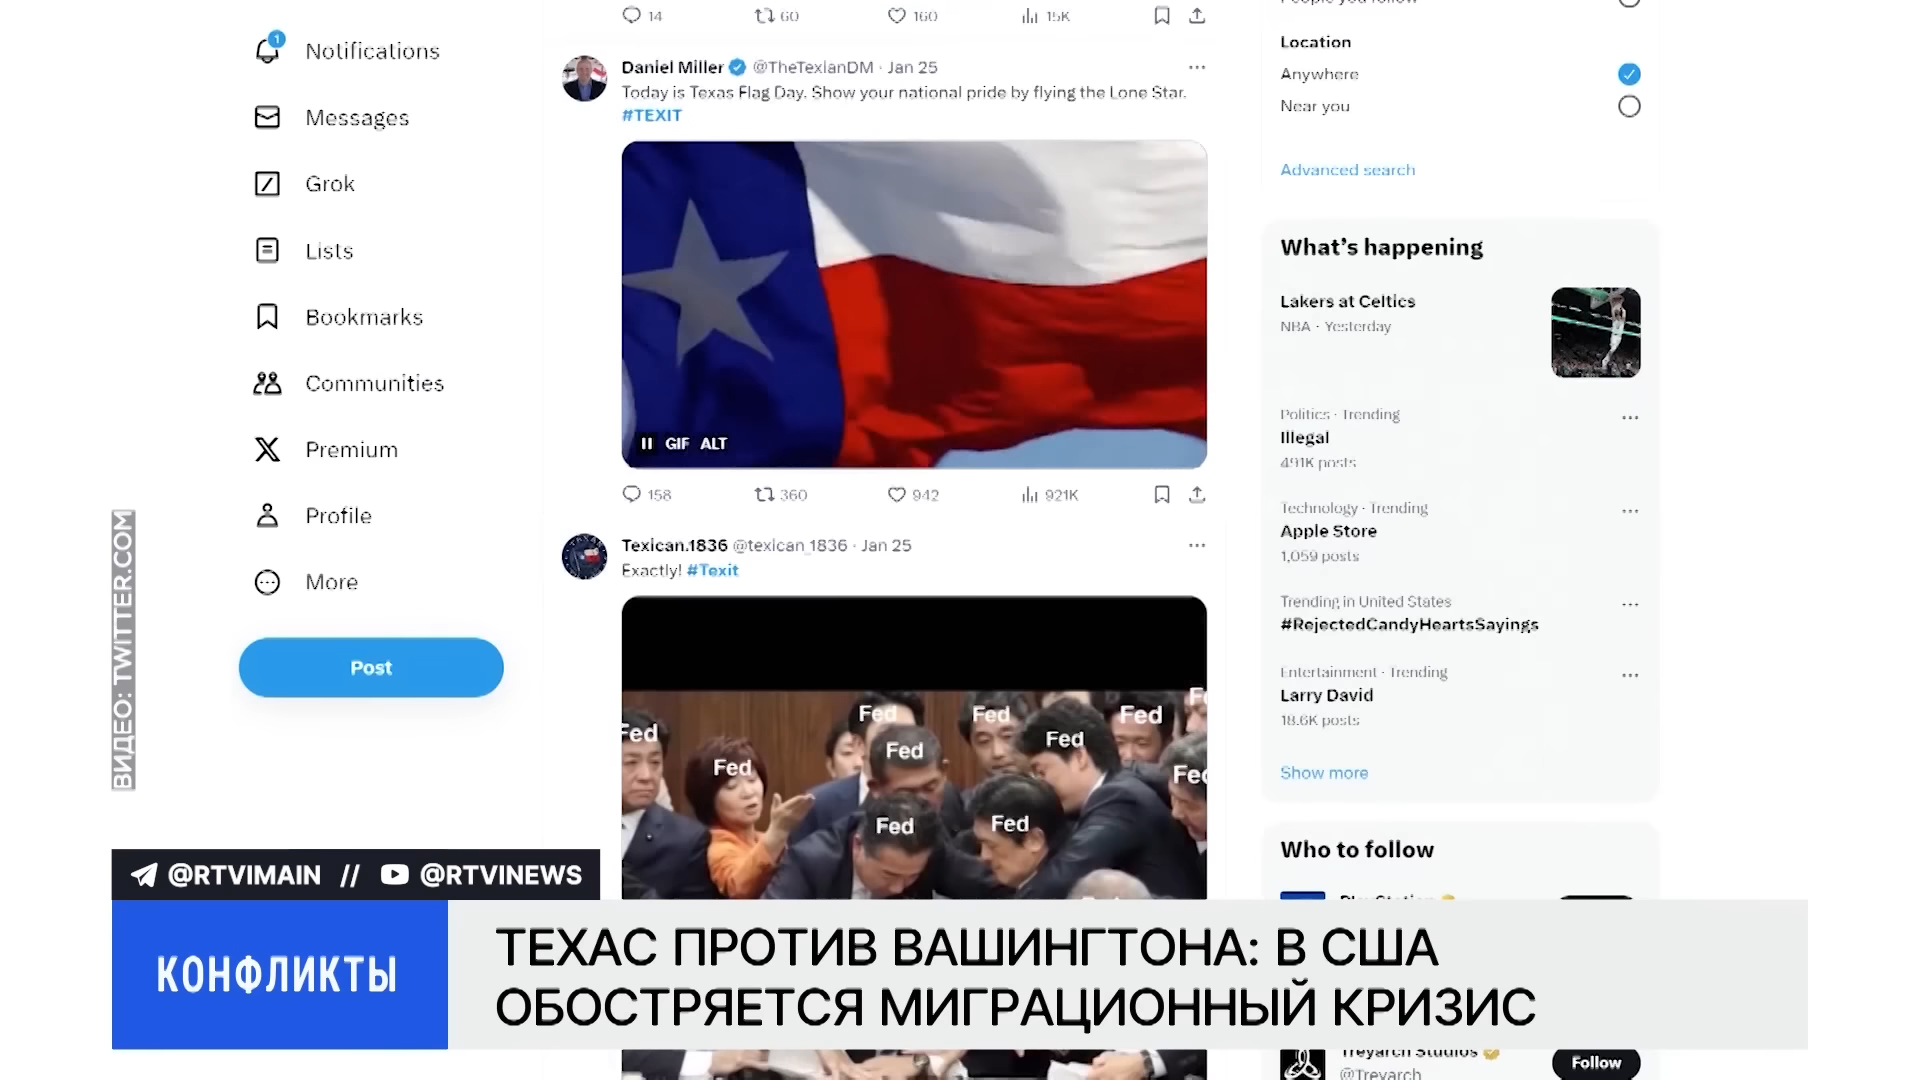 14 60 160 15K
Notifications
1
Messages
Grok
Lists
Bookmarks
Communities
Premium
Profile
More
Post
Daniel Miller @TheTexianDM · Jan 25
Today is Texas Flag Day. Show your national pride by flying the Lone Star.
#TEXIT
GIF ALT
158 360 942 921K
Texican.1836 @texican_1836 · Jan 25
Exactly! #Texit
Fed
Fed
Fed
Fed
Fed
Fed
Fed
Fed
Fed
Fed
Location
Anywhere
Near you
Advanced search
What's happening
Lakers at Celtics
NBA · Yesterday
Politics · Trending
Illegal
491K posts
Technology · Trending
Apple Store
1,059 posts
Trending in United States
#RejectedCandyHeartsSayings
Entertainment · Trending
Larry David
18.6K posts
Show more
Who to follow
Treyarch Studios
@Treyarch
Follow
ВИДЕО: TWITTER.COM
@RTVIMAIN // @RTVINEWS
КОНФЛИКТЫ
ТЕХАС ПРОТИВ ВАШИНГТОНА: В США
ОБОСТРЯЕТСЯ МИГРАЦИОННЫЙ КРИЗИС